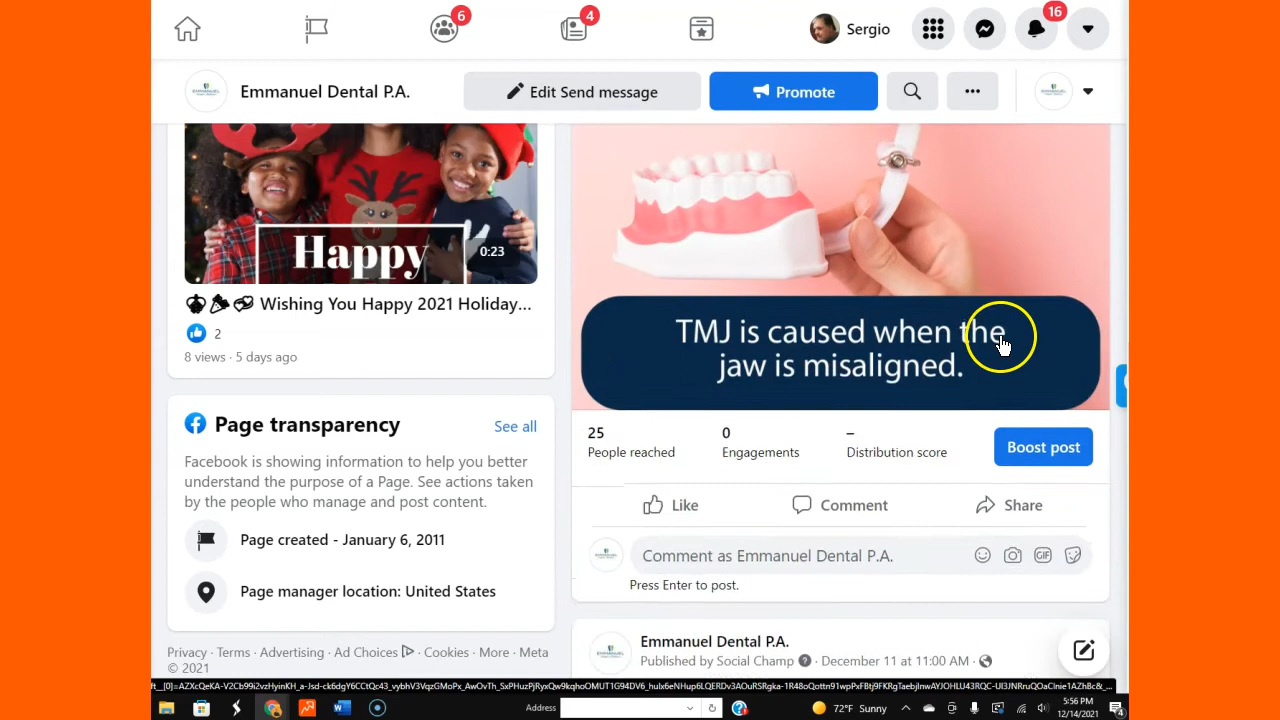 6
4
Sergio
16
Emmanuel Dental P.A.
Edit Send message
Promote
Happy
0:23
Wishing You Happy 2021 Holiday...
2
8 views · 5 days ago
Page transparency
See all
Facebook is showing information to help you better
understand the purpose of a Page. See actions taken
by the people who manage and post content.
Page created - January 6, 2011
Page manager location: United States
Privacy · Terms · Advertising · Ad Choices · Cookies · More · Meta
© 2021
TMJ is caused when the
jaw is misaligned.
25
People reached
0
Engagements
–
Distribution score
Boost post
Like
Comment
Share
Comment as Emmanuel Dental P.A.
GIF
Press Enter to post.
Emmanuel Dental P.A.
Published by Social Champ · December 11 at 11:00 AM ·
Address
72°F Sunny
5:56 PM
12/14/2021
4